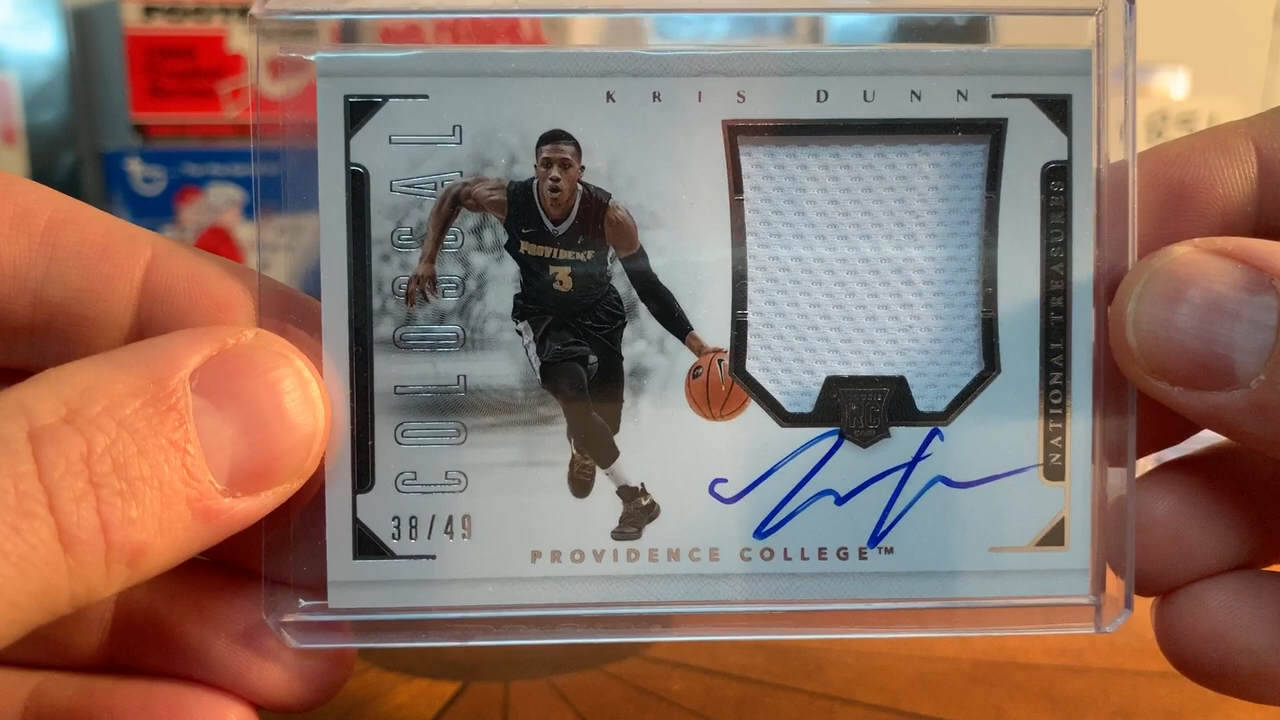 KRIS DUNN
COLOSSAL
PROVIDENCE
3
NATIONAL TREASURES
RC
38/49
PROVIDENCE COLLEGE™